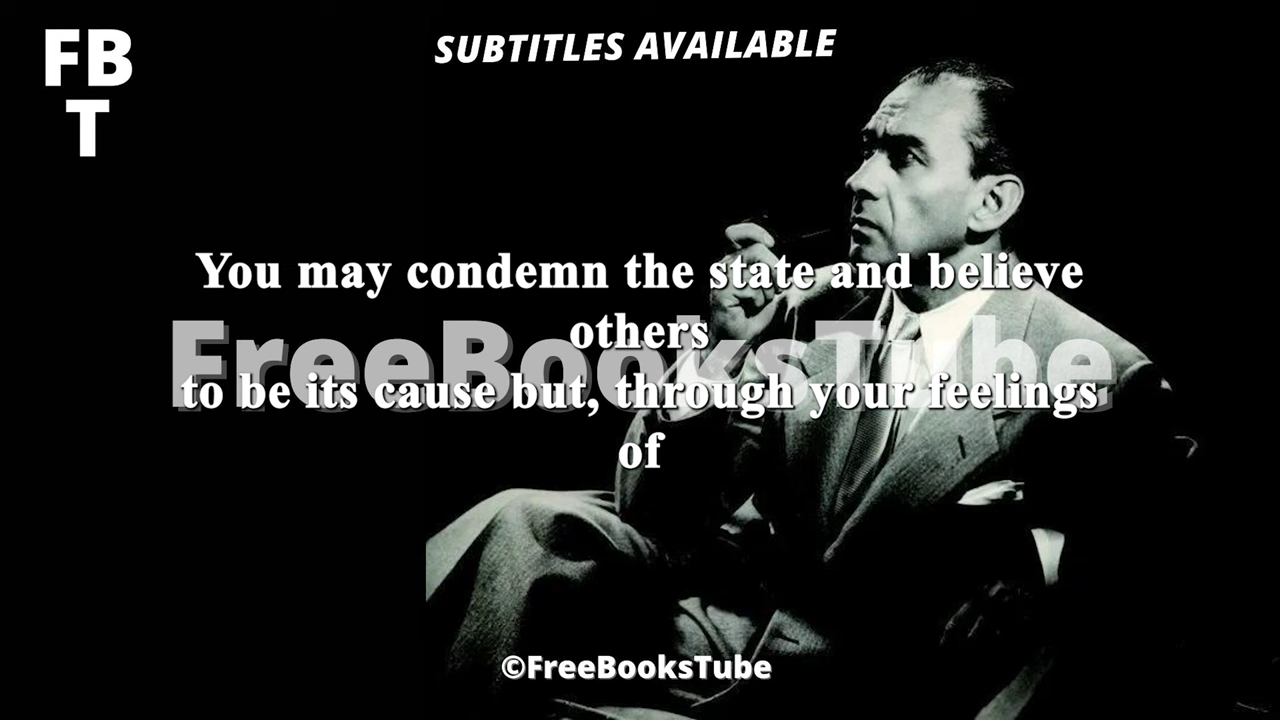 FB
T
SUBTITLES AVAILABLE
You may condemn the state and believe
others
FreeBooksTube
to be its cause but, through your feelings
of
©FreeBooksTube